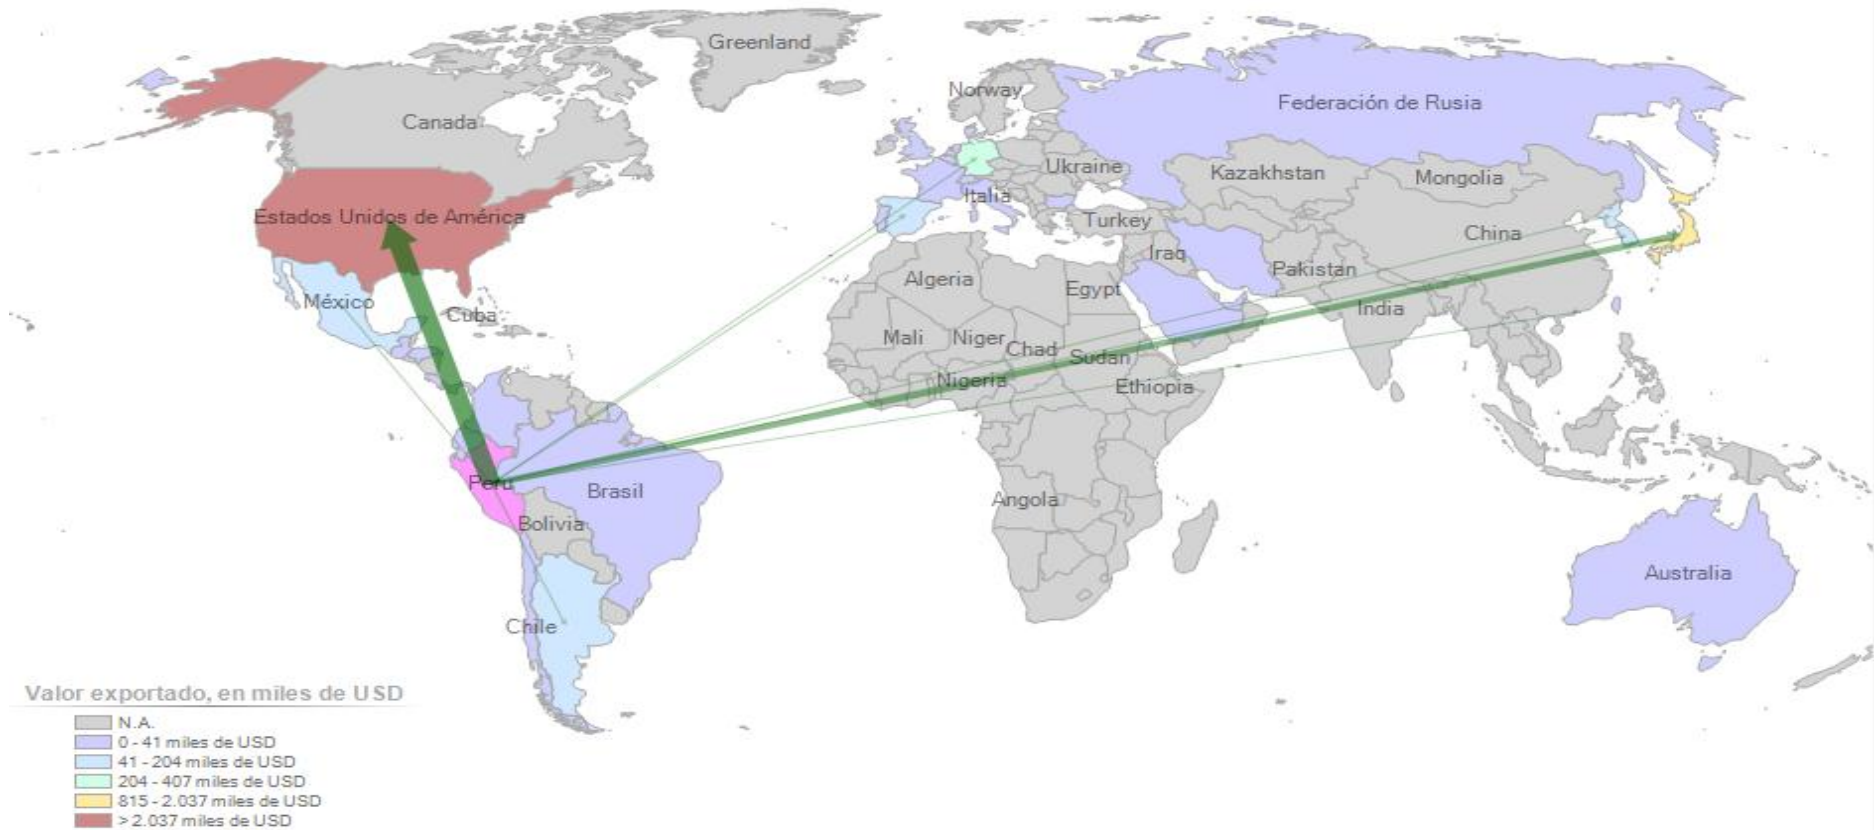 Greenland
Norway
Federación de Rusia
Canada
Ukraine
Kazakhstan
Mongolia
Italia
Estados Unidos de América
Turkey
China
Iraq
Pakistan
Algeria
Egypt
México
Cuba
India
Mali
Niger
Chad
Sudan
Nigeria
Ethiopia
Peru
Brasil
Angola
Bolivia
Australia
Chile
Valor exportado, en miles de USD
N.A.
0 - 41 miles de USD
41 - 204 miles de USD
204 - 407 miles de USD
815 - 2.037 miles de USD
> 2.037 miles de USD